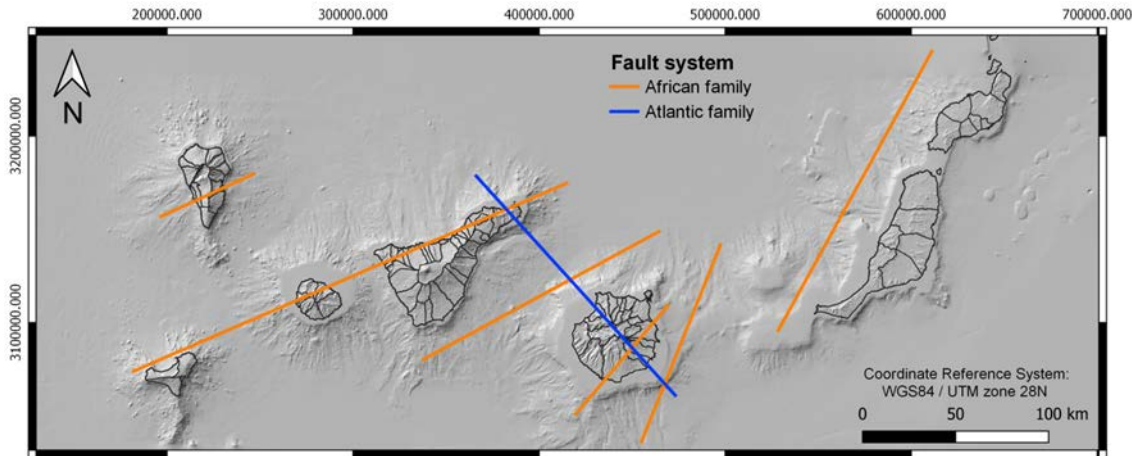 200000.000 300000.000 400000.000 500000.000 600000.000 700000.000
Fault system
African family
Atlantic family
N
3200000.000
3100000.000
Coordinate Reference System:
WGS84 / UTM zone 28N
0 50 100 km